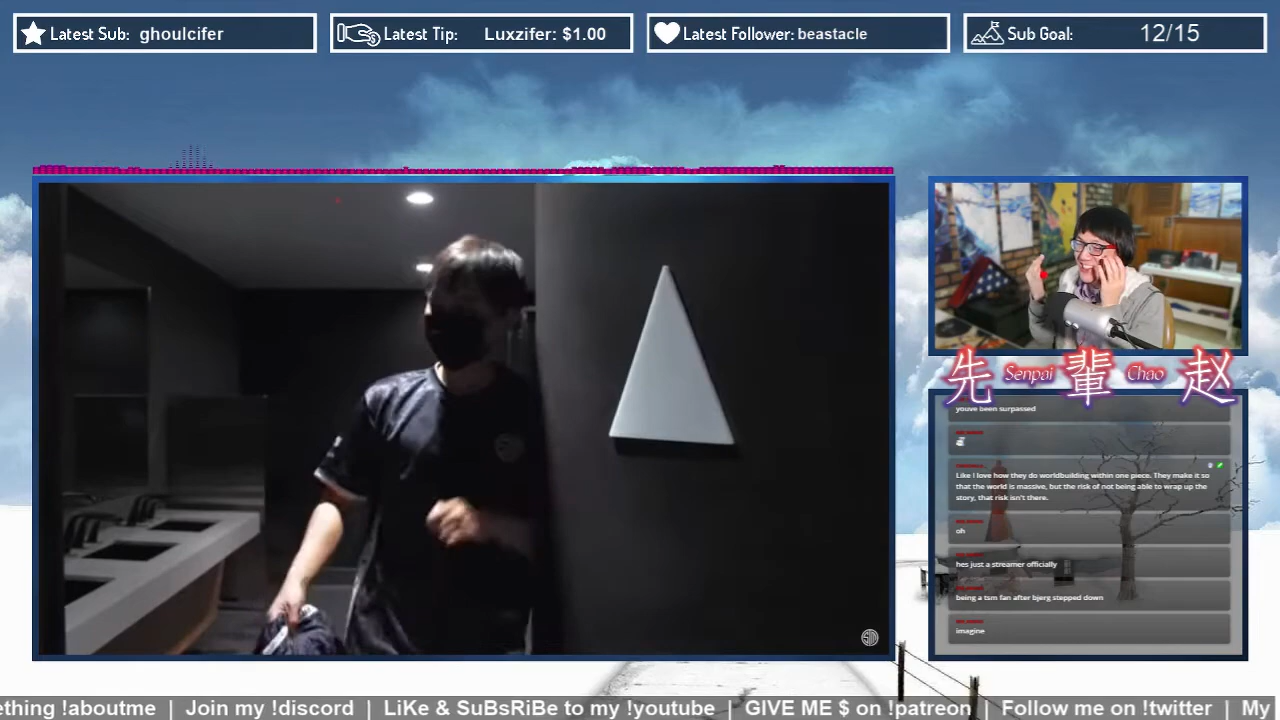 Latest Sub: ghoulcifer
Latest Tip: Luxzifer: $1.00
Latest Follower: beastacle
Sub Goal: 12/15
先 Senpai 輩 Chao 赵
youve been surpassed
Like I love how they do worldbuilding within one piece. They make it so
that the world is massive, but the risk of not being able to wrap up the
story, that risk isn't there.
oh
hes just a streamer officially
being a tsm fan after bjerg stepped down
imagine
ething !aboutme | Join my !discord | LiKe & SuBsRiBe to my !youtube | GIVE ME $ on !patreon | Follow me on !twitter | My